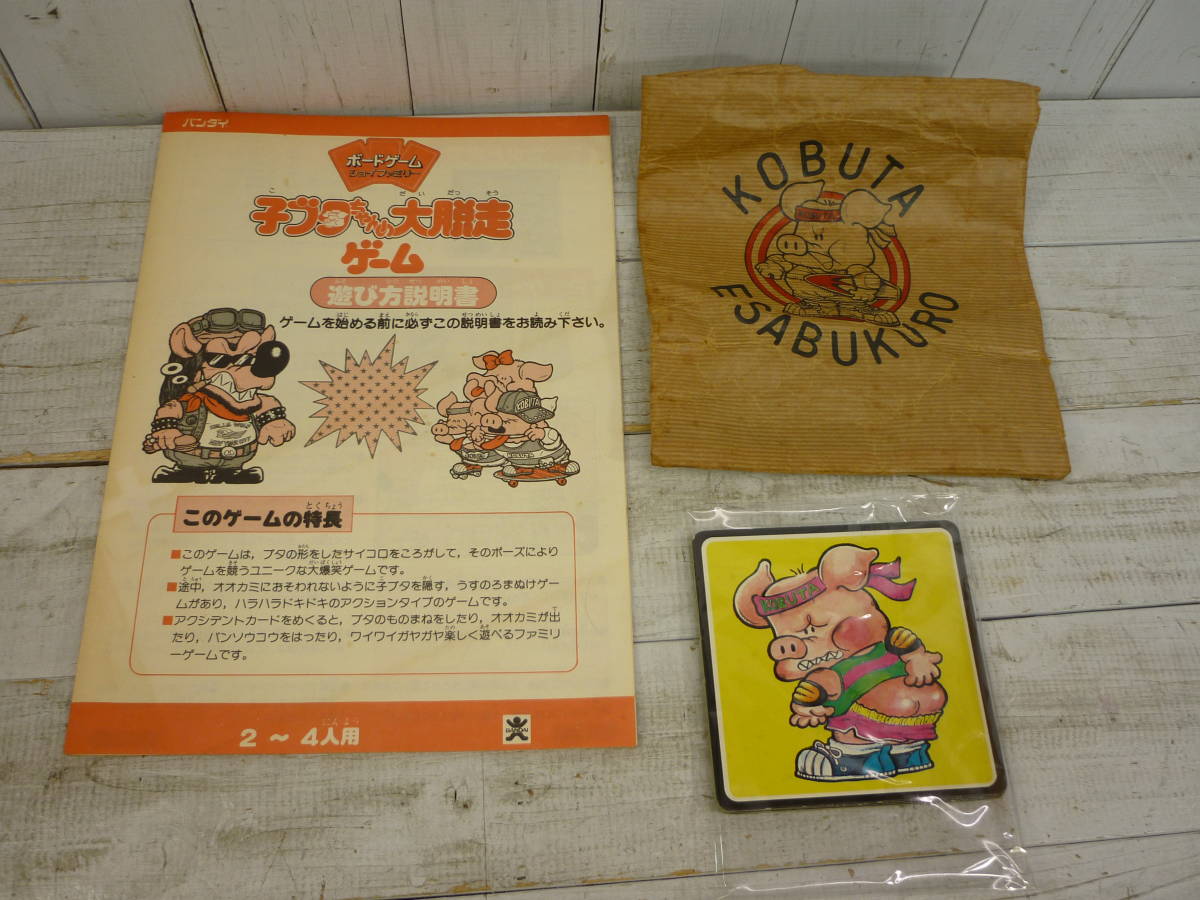 バンダイ
ボードゲーム
ジョイファミリー
子ブタちゃんの大脱走
ゲーム
遊び方説明書
ゲームを始める前に必ずこの説明書をお読み下さい。
KOBUTA
このゲームの特長
■このゲームは，ブタの形をしたサイコロをころがして，そのポーズにより
ゲームを競うユニークな大爆笑ゲームです。
■途中，オオカミにおそわれないように子ブタを隠す，うすのろまぬけゲー
ムがあり，ハラハラドキドキのアクションタイプのゲームです。
■アクシデントカードをめくると，ブタのものまねをしたり，オオカミが出
たり，バンソウコウをはったり，ワイワイガヤガヤ楽しく遊べるファミリ
ーゲームです。
2 〜 4人用
BANDAI
KOBUTA
KOBUTA
ESABUKURO
KOBUTA